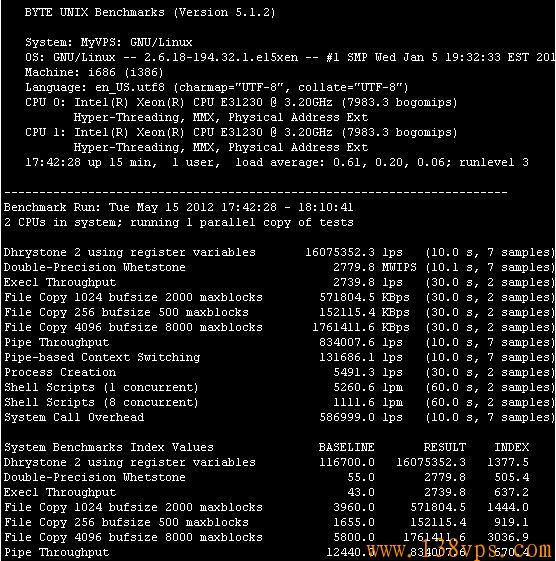 BYTE UNIX Benchmarks (Version 5.1.2)
System: MyVPS: GNU/Linux
OS: GNU/Linux -- 2.6.18-194.32.1.el5xen -- #1 SMP Wed Jan 5 19:32:33 EST 201
Machine: i686 (i386)
Language: en_US.utf8 (charmap="UTF-8", collate="UTF-8")
CPU 0: Intel(R) Xeon(R) CPU E31230 @ 3.20GHz (7983.3 bogomips)
Hyper-Threading, MMX, Physical Address Ext
CPU 1: Intel(R) Xeon(R) CPU E31230 @ 3.20GHz (7983.3 bogomips)
Hyper-Threading, MMX, Physical Address Ext
17:42:28 up 15 min, 1 user, load average: 0.61, 0.20, 0.06; runlevel 3
------------------------------------------------------------------------
Benchmark Run: Tue May 15 2012 17:42:28 - 18:10:41
2 CPUs in system; running 1 parallel copy of tests
Dhrystone 2 using register variables 16075352.3 lps (10.0 s, 7 samples)
Double-Precision Whetstone 2779.8 MWIPS (10.1 s, 7 samples)
Execl Throughput 2739.8 lps (30.0 s, 2 samples)
File Copy 1024 bufsize 2000 maxblocks 571804.5 KBps (30.0 s, 2 samples)
File Copy 256 bufsize 500 maxblocks 152115.4 KBps (30.0 s, 2 samples)
File Copy 4096 bufsize 8000 maxblocks 1761411.6 KBps (30.0 s, 2 samples)
Pipe Throughput 834007.6 lps (10.0 s, 7 samples)
Pipe-based Context Switching 131686.1 lps (10.0 s, 7 samples)
Process Creation 5491.3 lps (30.0 s, 2 samples)
Shell Scripts (1 concurrent) 5260.6 lpm (60.0 s, 2 samples)
Shell Scripts (8 concurrent) 1111.6 lpm (60.0 s, 2 samples)
System Call Overhead 586999.0 lps (10.0 s, 7 samples)
System Benchmarks Index Values BASELINE RESULT INDEX
Dhrystone 2 using register variables 116700.0 16075352.3 1377.5
Double-Precision Whetstone 55.0 2779.8 505.4
Execl Throughput 43.0 2739.8 637.2
File Copy 1024 bufsize 2000 maxblocks 3960.0 571804.5 1444.0
File Copy 256 bufsize 500 maxblocks 1655.0 152115.4 919.1
File Copy 4096 bufsize 8000 maxblocks 5800.0 1761411.6 3036.9
Pipe Throughput 12440.0 834007.6 670.4
www.138vps.com